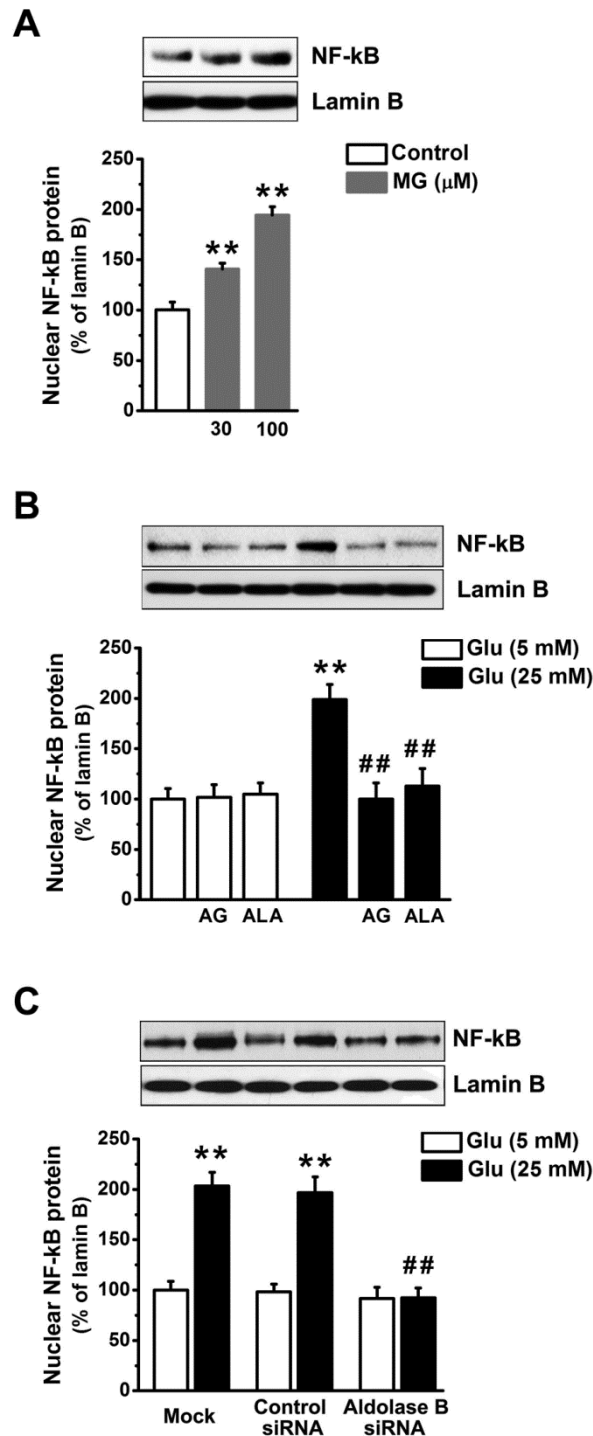 A
NF-kB
Lamin B
Control
MG (μM)
Nuclear NF-kB protein
(% of lamin B)
250
200
150
100
50
0
**
**
30 100
B
NF-kB
Lamin B
Glu (5 mM)
Glu (25 mM)
Nuclear NF-kB protein
(% of lamin B)
250
200
150
100
50
0
**
##
##
AG ALA AG ALA
C
NF-kB
Lamin B
Glu (5 mM)
Glu (25 mM)
Nuclear NF-kB protein
(% of lamin B)
250
200
150
100
50
0
**
**
##
Mock
Control
siRNA
Aldolase B
siRNA